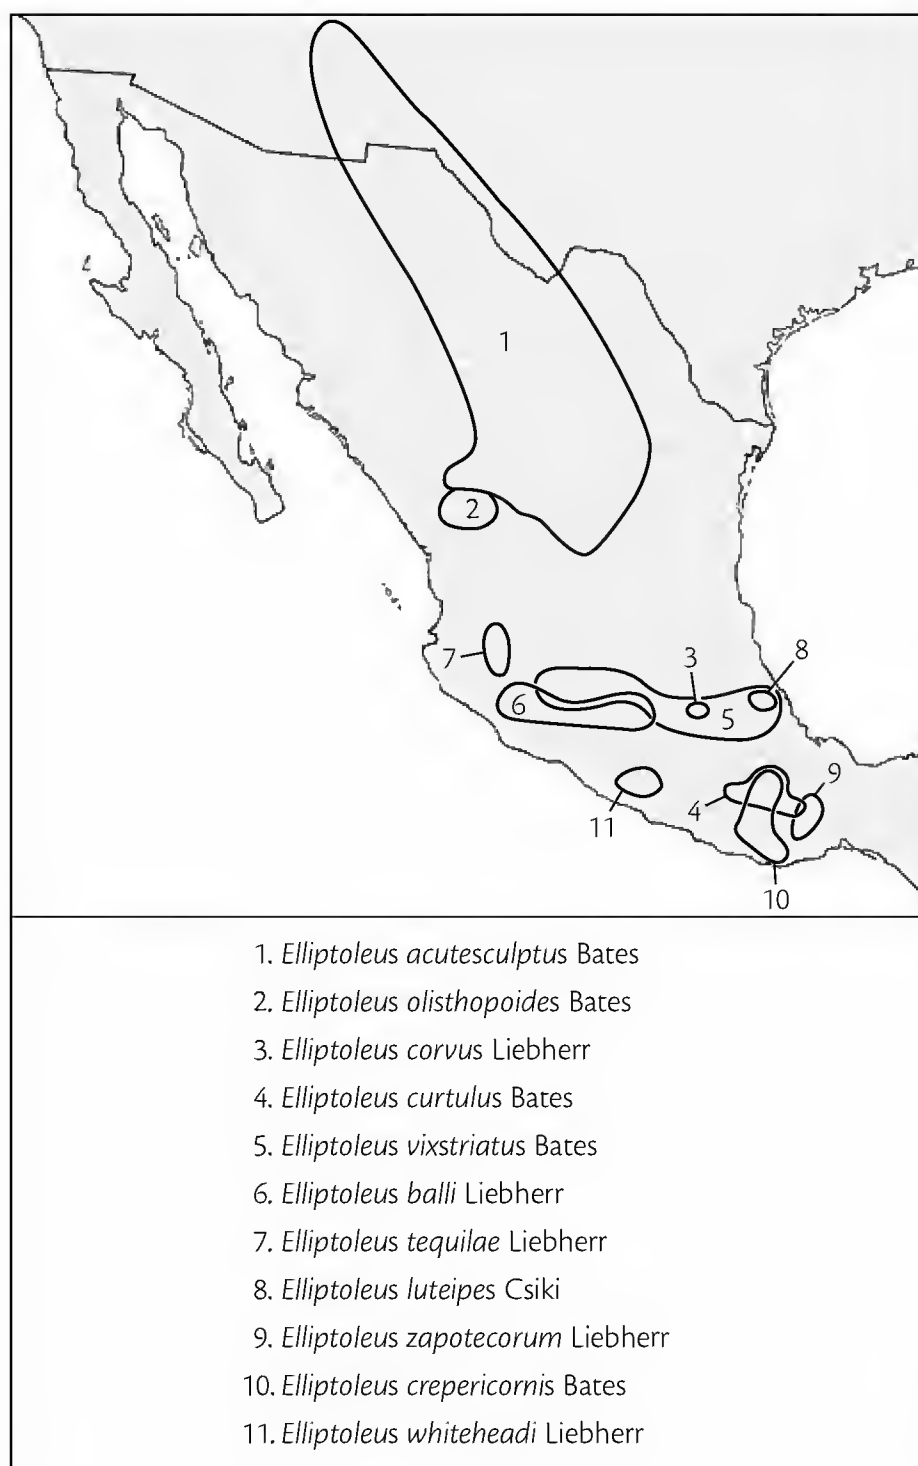 1
2
7
3
8
6
5
9
4
11
10
1. Elliptoleus acutesculptus Bates
2. Elliptoleus olisthopoides Bates
3. Elliptoleus corvus Liebherr
4. Elliptoleus curtulus Bates
5. Elliptoleus vixstriatus Bates
6. Elliptoleus balli Liebherr
7. Elliptoleus tequilae Liebherr
8. Elliptoleus luteipes Csiki
9. Elliptoleus zapotecorum Liebherr
10. Elliptoleus crepericornis Bates
11. Elliptoleus whiteheadi Liebherr